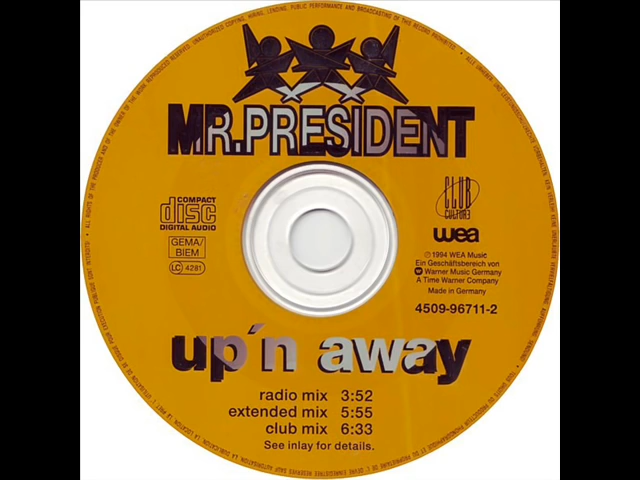 MR.PRESIDENT
COMPACT
disc
DIGITAL AUDIO
GEMA/
BIEM
LC 4281
CLUB
CULTURE
wea
℗ 1994 WEA Music
Ein Geschäftsbereich von
Warner Music Germany
A Time Warner Company
Made in Germany
4509-96711-2
up´n away
radio mix 3:52
extended mix 5:55
club mix 6:33
See inlay for details.